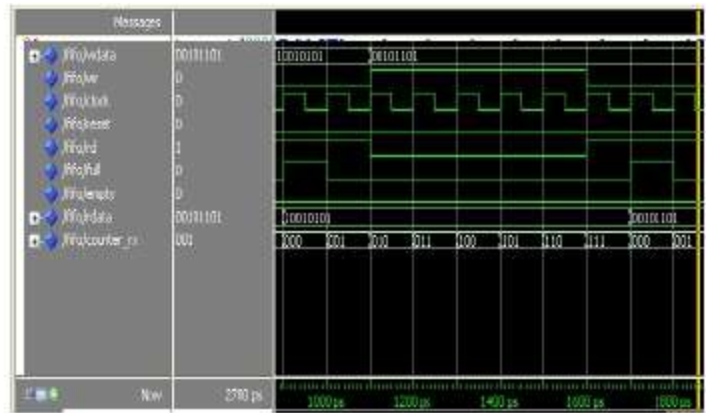 Messages
/fifo/wdata 00101101 10010101 00101101
/fifo/wr 0
/fifo/clock 0
/fifo/reset 0
/fifo/rd 1
/fifo/full 0
/fifo/empty 0
/fifo/rdata 00101101 10010101 00101101
/fifo/counter_rx 001 000 001 010 011 100 101 110 111 000 001
Now 2700 ps 1000 ps 1200 ps 1400 ps 1600 ps 1800 ps